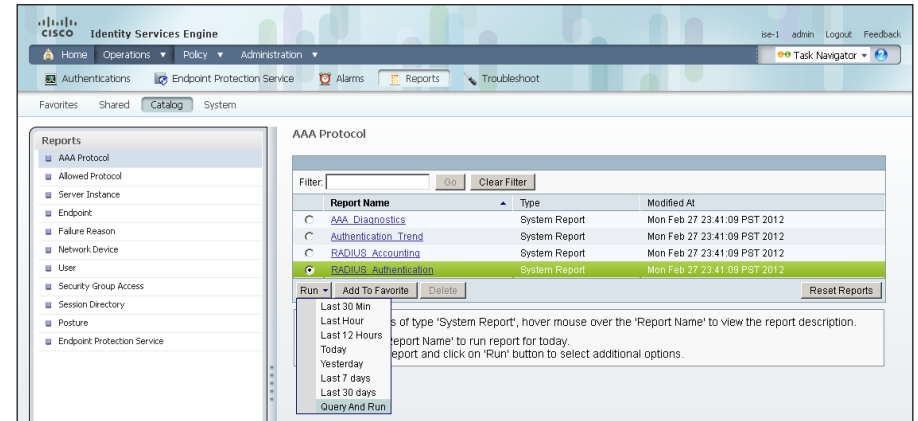 CISCO Identity Services Engine
ise-1 admin Logout Feedback
Home Operations Policy Administration
Task Navigator
Authentications Endpoint Protection Service Alarms Reports Troubleshoot
Favorites Shared Catalog System
Reports
AAA Protocol
Allowed Protocol
Server Instance
Endpoint
Failure Reason
Network Device
User
Security Group Access
Session Directory
Posture
Endpoint Protection Service
AAA Protocol
Filter: Go Clear Filter
Report Name Type Modified At
AAA_Diagnostics System Report Mon Feb 27 23:41:09 PST 2012
Authentication_Trend System Report Mon Feb 27 23:41:09 PST 2012
RADIUS_Accounting System Report Mon Feb 27 23:41:09 PST 2012
RADIUS_Authentication System Report Mon Feb 27 23:41:09 PST 2012
Run Add To Favorite Delete Reset Reports
Last 30 Min
Last Hour
Last 12 Hours
Today
Yesterday
Last 7 days
Last 30 days
Query And Run
s of type 'System Report', hover mouse over the 'Report Name' to view the report description.
Report Name' to run report for today.
eport and click on 'Run' button to select additional options.